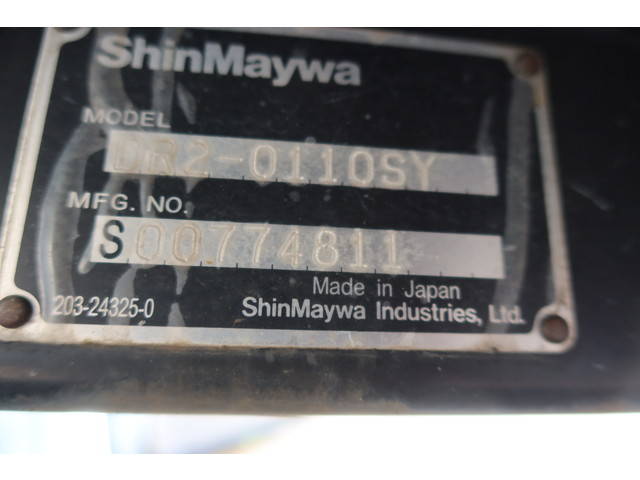 ShinMaywa
MODEL
DR2-0110SY
MFG. NO.
S00774811
Made in Japan
203-24325-0
ShinMaywa Industries, Ltd.